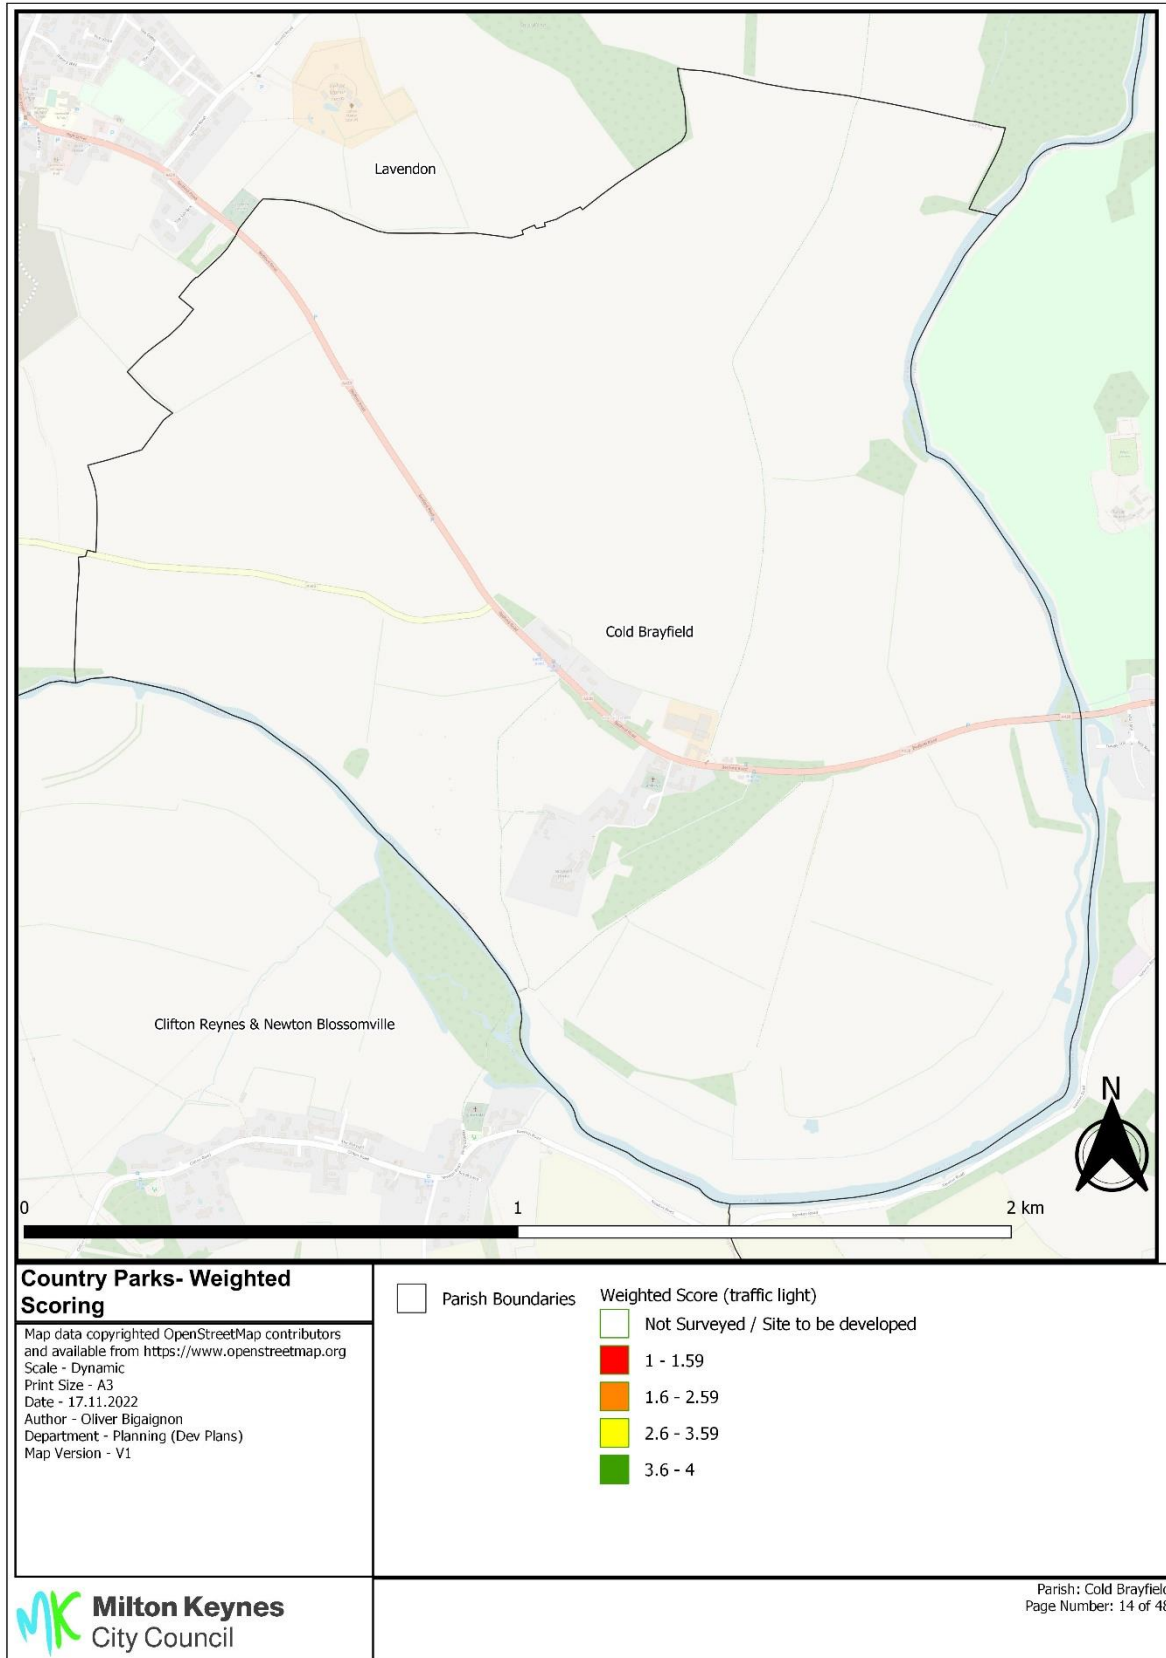 Lavendon
Cold Brayfield
Clifton Reynes & Newton Blossomville
N
0 1 2 km
Country Parks- Weighted
Scoring
Map data copyrighted OpenStreetMap contributors
and available from https://www.openstreetmap.org
Scale - Dynamic
Print Size - A3
Date - 17.11.2022
Author - Oliver Bigaignon
Department - Planning (Dev Plans)
Map Version - V1
Parish Boundaries
Weighted Score (traffic light)
Not Surveyed / Site to be developed
1 - 1.59
1.6 - 2.59
2.6 - 3.59
3.6 - 4
MK Milton Keynes
City Council
Parish: Cold Brayfield
Page Number: 14 of 48